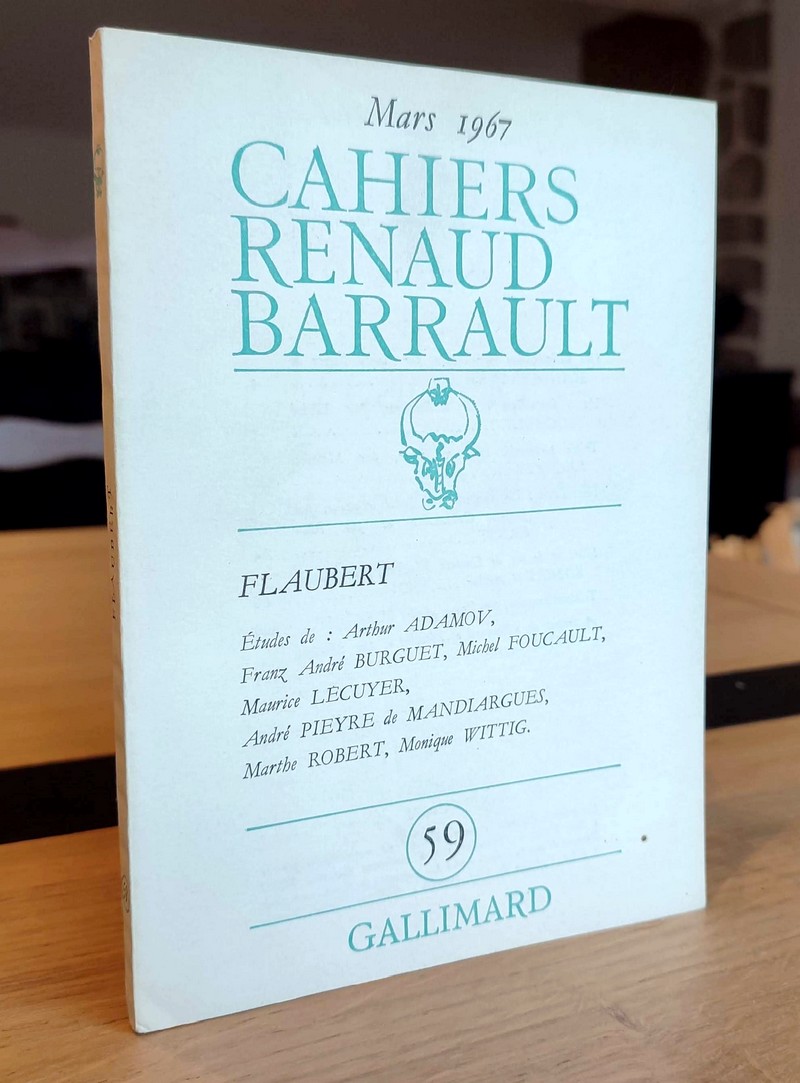 Mars 1967
CAHIERS
RENAUD
BARRAULT
FLAUBERT
Études de : Arthur ADAMOV,
Franz André BURGUET, Michel FOUCAULT,
Maurice LÉCUYER,
André PIEYRE de MANDIARGUES,
Marthe ROBERT, Monique WITTIG.
59
GALLIMARD